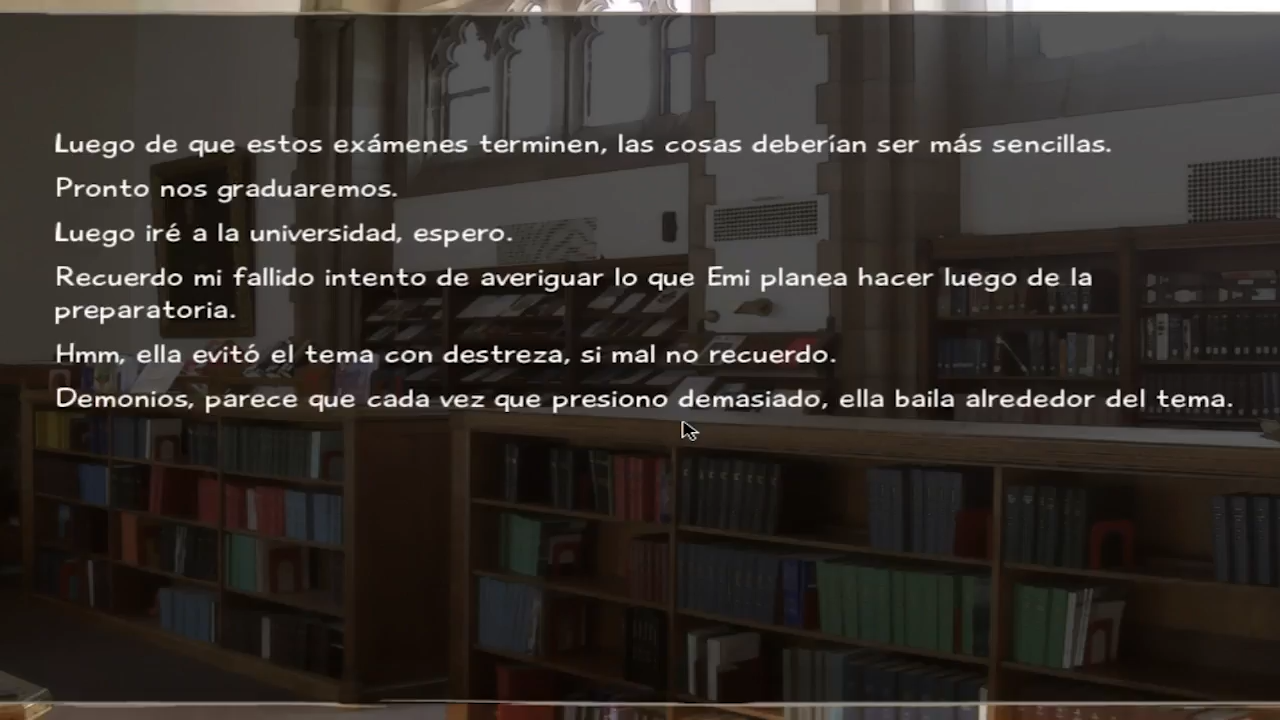 Luego de que estos exámenes terminen, las cosas deberían ser más sencillas.
Pronto nos graduaremos.
Luego iré a la universidad, espero.
Recuerdo mi fallido intento de averiguar lo que Emi planea hacer luego de la
preparatoria.
Hmm, ella evitó el tema con destreza, si mal no recuerdo.
Demonios, parece que cada vez que presiono demasiado, ella baila alrededor del tema.